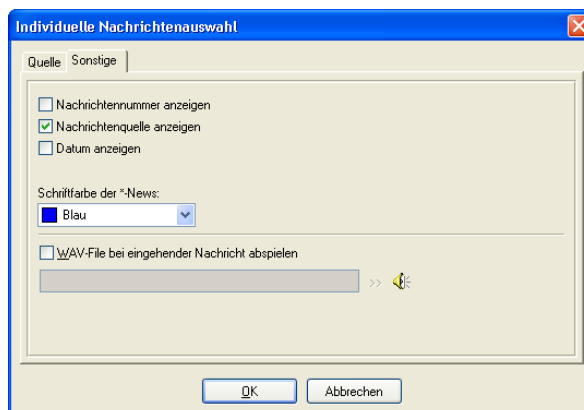 Individuelle Nachrichtenauswahl
Quelle Sonstige
Nachrichtennummer anzeigen
Nachrichtenquelle anzeigen
Datum anzeigen
Schriftfarbe der *-News:
Blau
WAV-File bei eingehender Nachricht abspielen
>>
OK Abbrechen